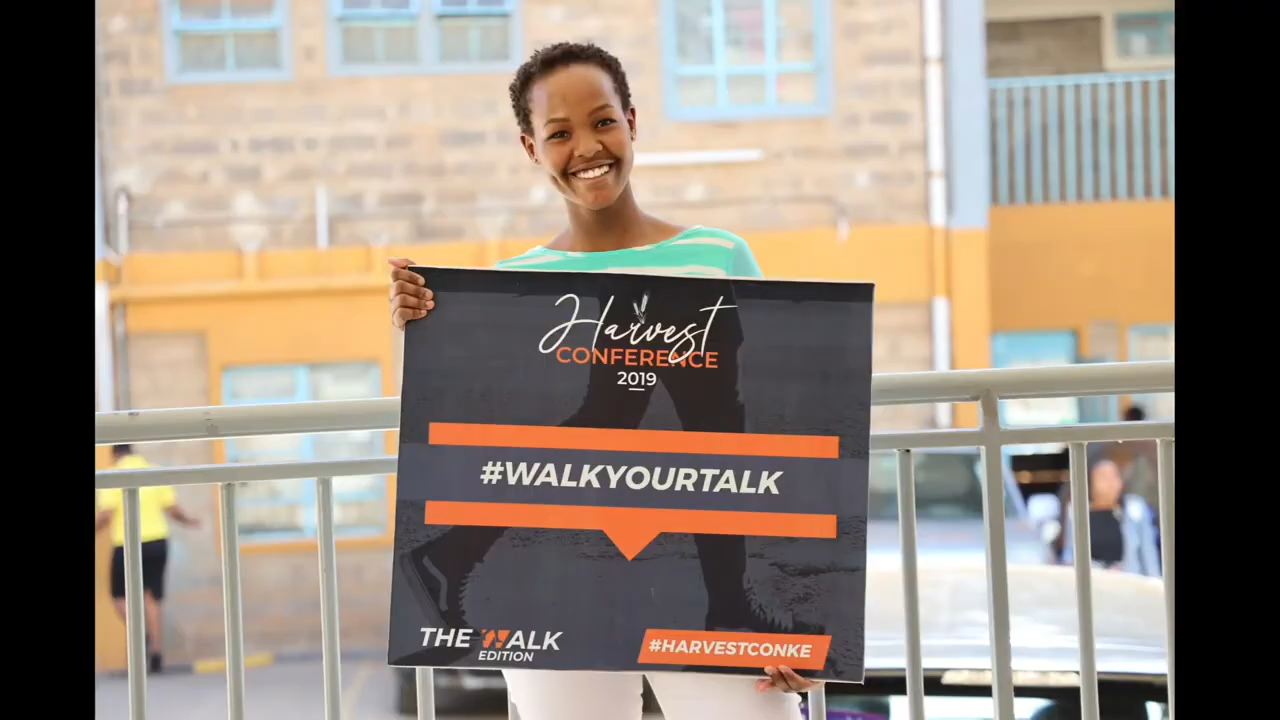 Harvest
CONFERENCE
2019
#WALKYOURTALK
THE WALK
EDITION
#HARVESTCONKE